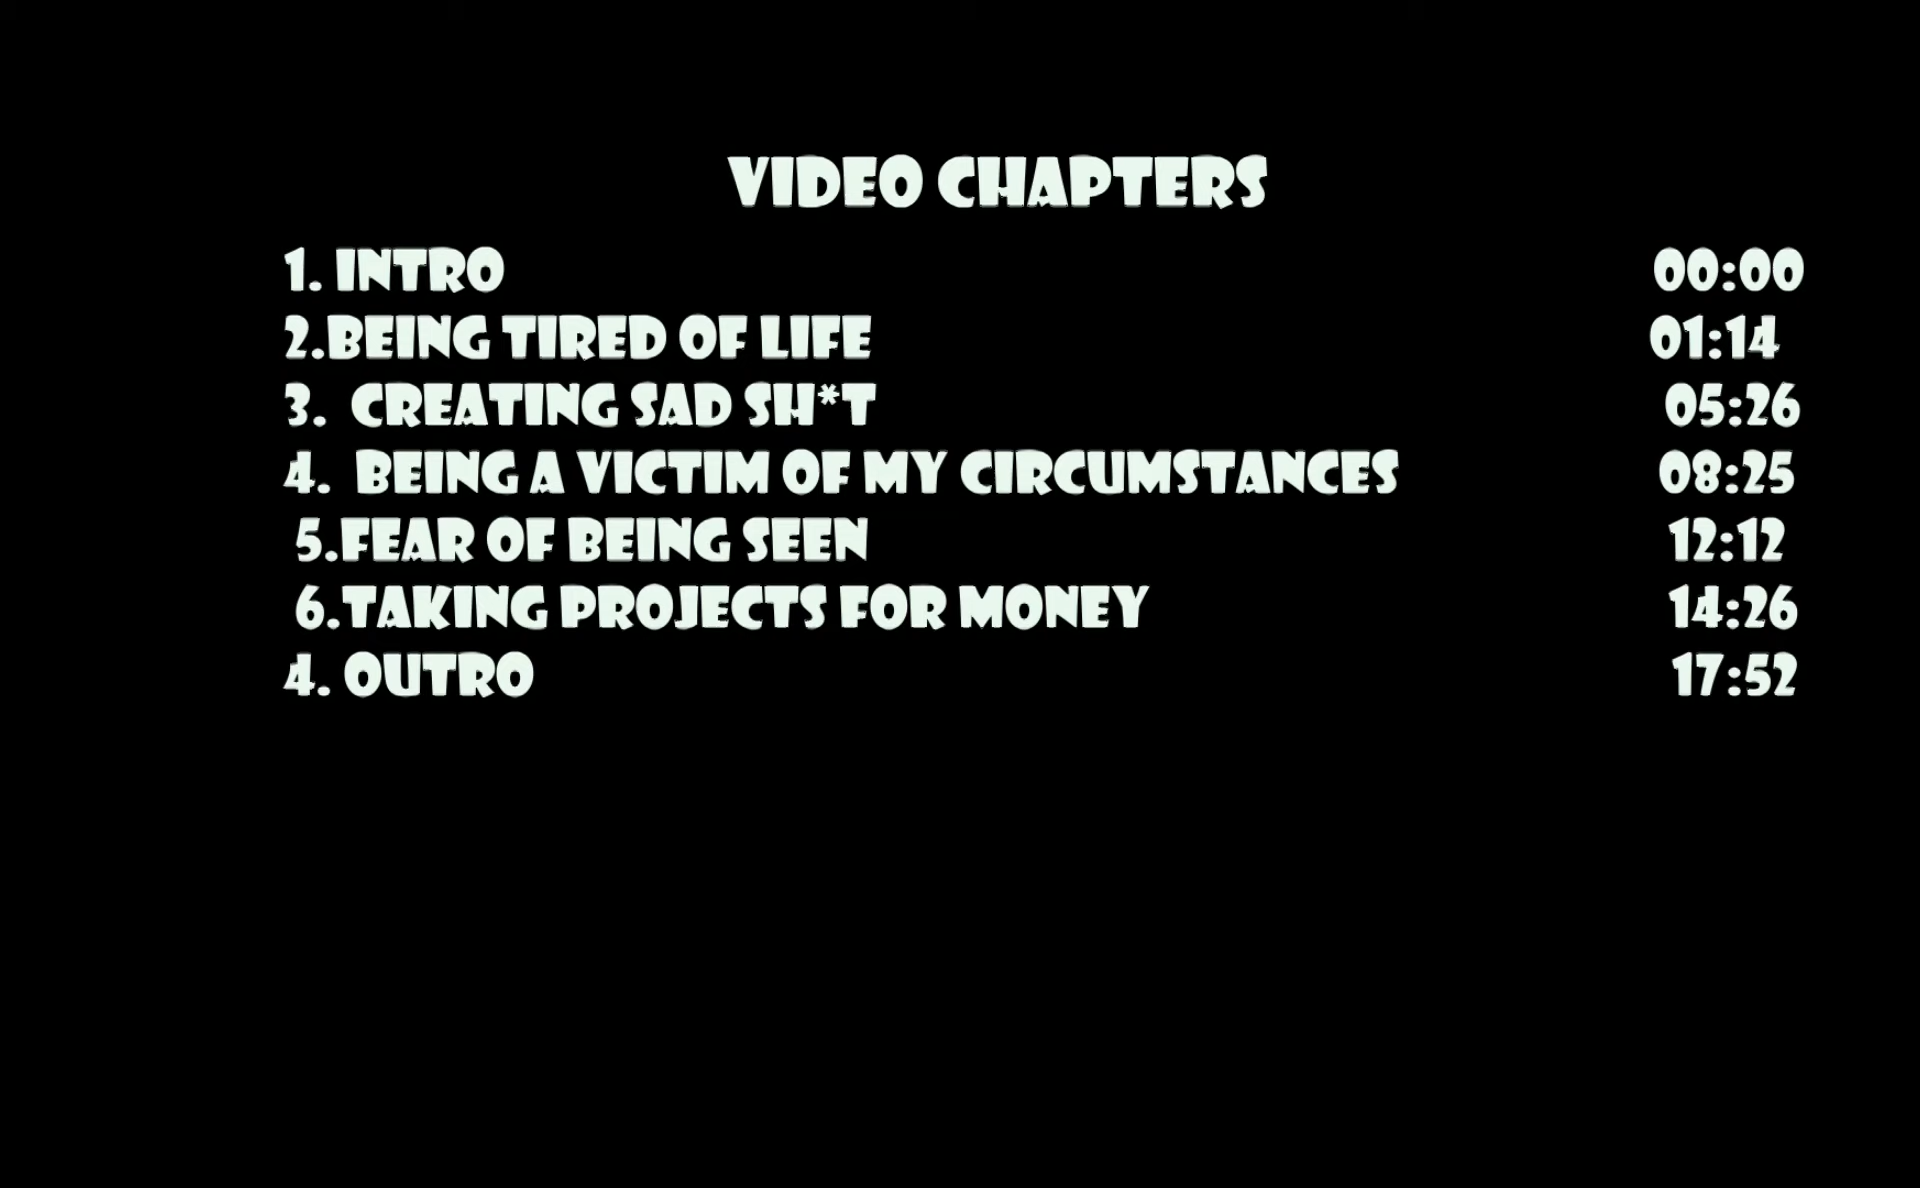 VIDEO CHAPTERS
1. INTRO 00:00
2.BEING TIRED OF LIFE 01:14
3. CREATING SAD SH*T 05:26
4. BEING A VICTIM OF MY CIRCUMSTANCES 08:25
5.FEAR OF BEING SEEN 12:12
6.TAKING PROJECTS FOR MONEY 14:26
4. OUTRO 17:52